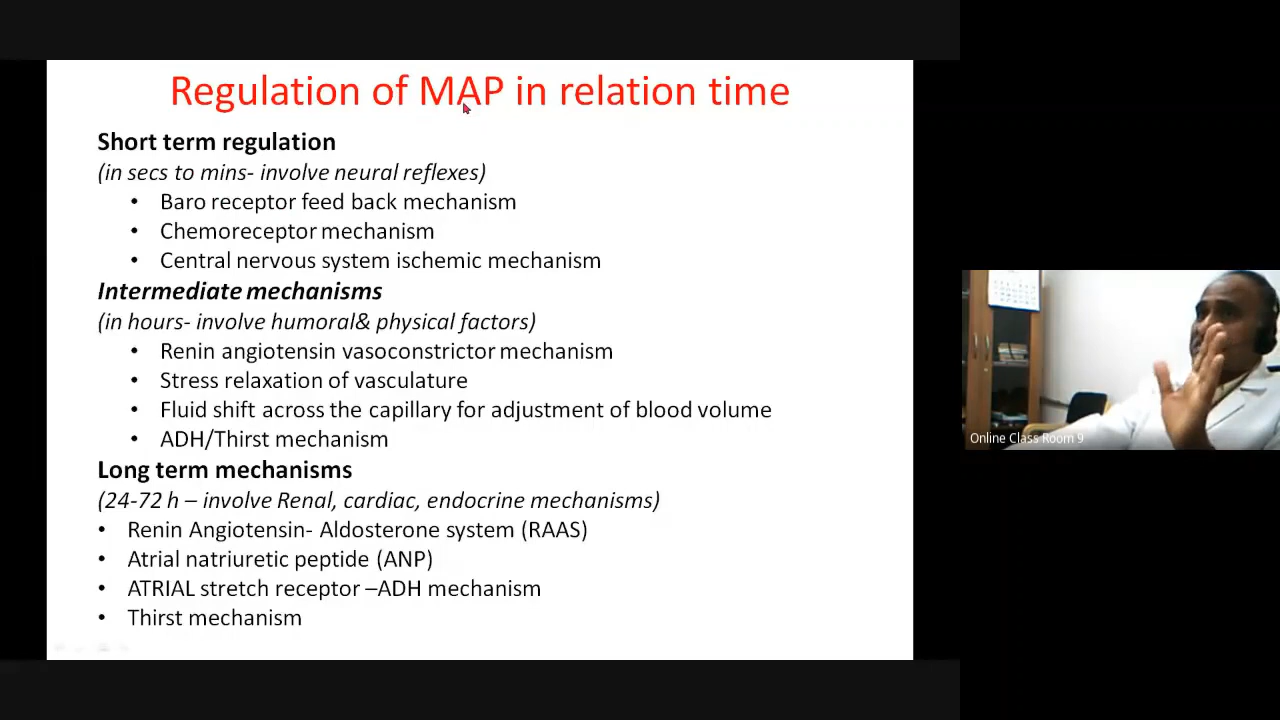 Regulation of MAP in relation time
Short term regulation
(in secs to mins- involve neural reflexes)
• Baro receptor feed back mechanism
• Chemoreceptor mechanism
• Central nervous system ischemic mechanism
Intermediate mechanisms
(in hours- involve humoral& physical factors)
• Renin angiotensin vasoconstrictor mechanism
• Stress relaxation of vasculature
• Fluid shift across the capillary for adjustment of blood volume
• ADH/Thirst mechanism
Long term mechanisms
(24-72 h – involve Renal, cardiac, endocrine mechanisms)
• Renin Angiotensin- Aldosterone system (RAAS)
• Atrial natriuretic peptide (ANP)
• ATRIAL stretch receptor –ADH mechanism
• Thirst mechanism
Online Class Room 9